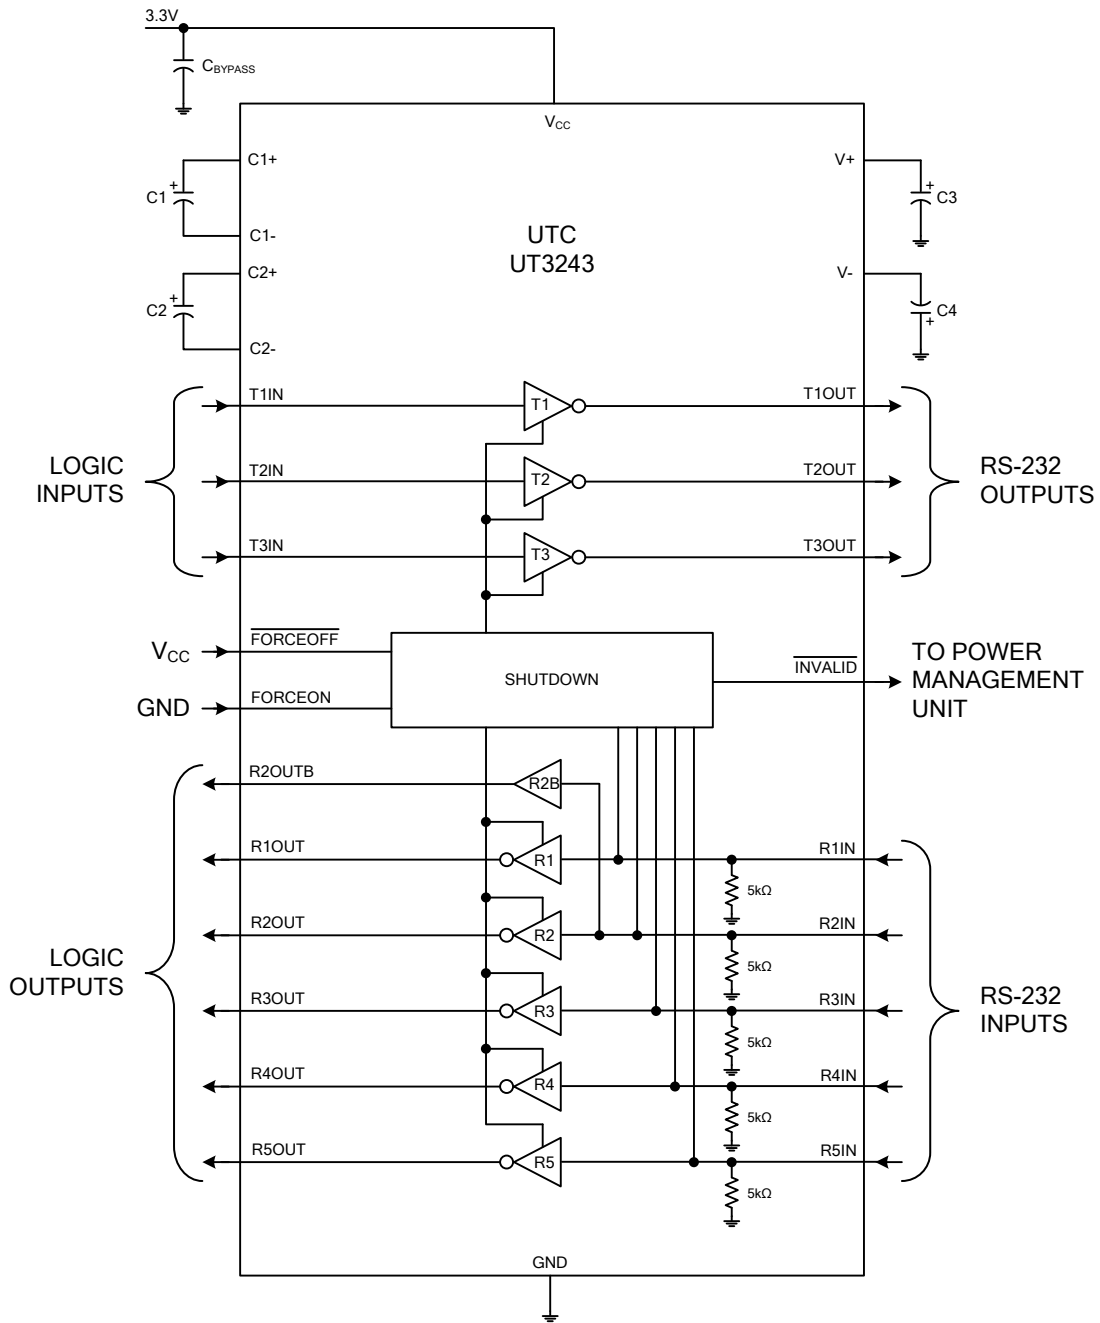 3.3V
CBYPASS
VCC
C1+
V+
C1
C3
C1-
UTC
UT3243
C2+
V-
C2
C4
C2-
T1IN
T1
T1OUT
LOGIC
INPUTS
T2IN
T2
T2OUT
RS-232
OUTPUTS
T3IN
T3
T3OUT
VCC
FORCEOFF
SHUTDOWN
INVALID
TO POWER
MANAGEMENT
UNIT
GND
FORCEON
R2OUTB
R2B
R1OUT
R1
R1IN
5kΩ
R2OUT
R2
R2IN
5kΩ
LOGIC
OUTPUTS
R3OUT
R3
R3IN
5kΩ
RS-232
INPUTS
R4OUT
R4
R4IN
5kΩ
R5OUT
R5
R5IN
5kΩ
GND
+
+
+
+